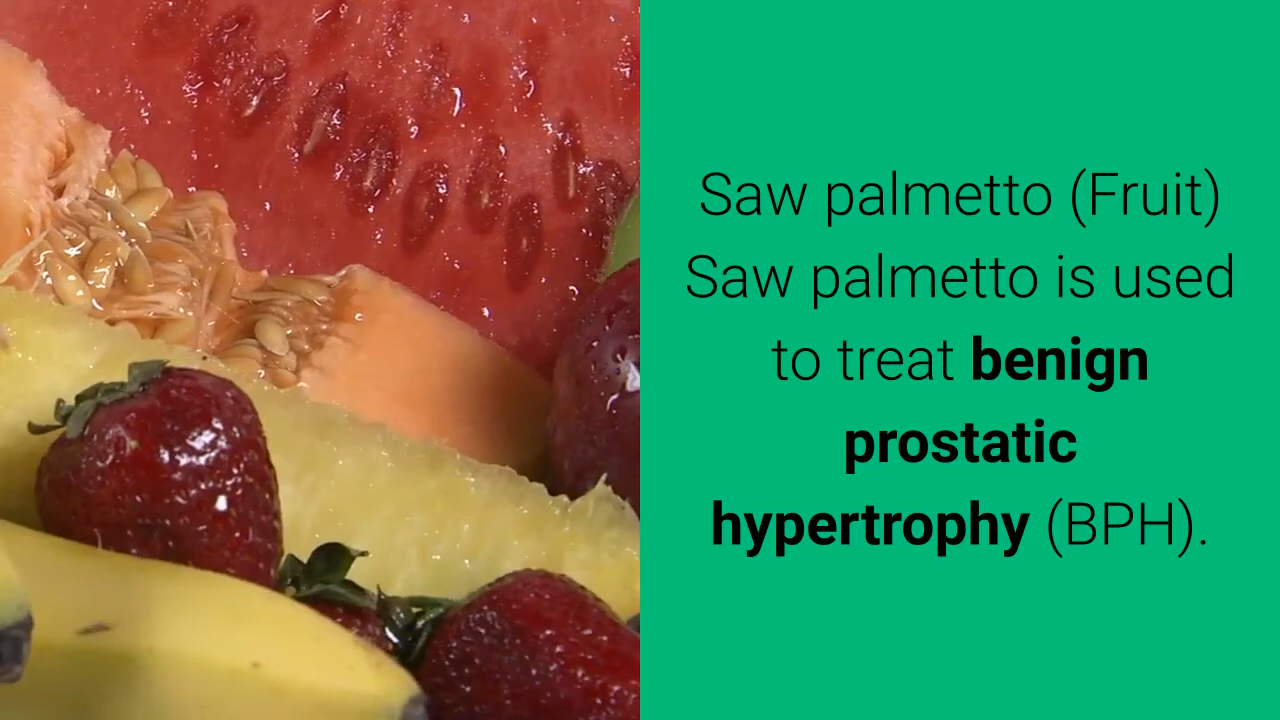 Saw palmetto (Fruit)
Saw palmetto is used
to treat benign
prostatic
hypertrophy (BPH).